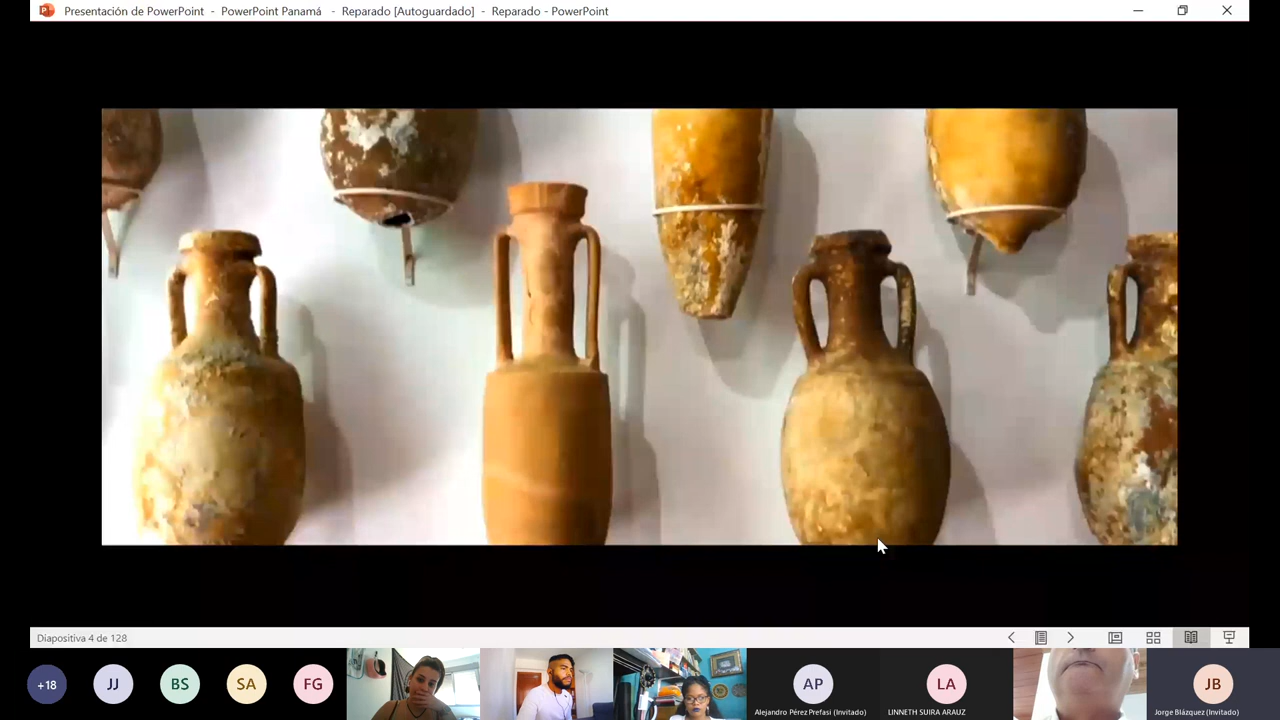 Presentación de PowerPoint - PowerPoint Panamá - Reparado [Autoguardado] - Reparado - PowerPoint
Diapositiva 4 de 128
+18
JJ
BS
SA
FG
AP
LA
JB
Alejandro Pérez Prefasi (Invitado)
LINNETH SUIRA ARAUZ
Jorge Blázquez (Invitado)